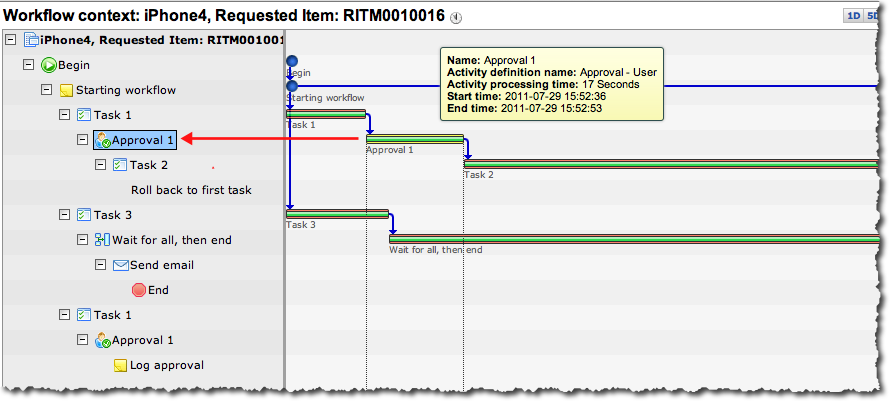 Workflow context: iPhone4, Requested Item: RITM0010016
1D 5D
iPhone4, Requested Item: RITM001001
Begin
Starting workflow
Task 1
Approval 1
Task 2
Roll back to first task
Task 3
Wait for all, then end
Send email
End
Task 1
Approval 1
Log approval
Begin
Starting workflow
Task 1
Approval 1
Task 2
Task 3
Wait for all, then end
Name: Approval 1
Activity definition name: Approval - User
Activity processing time: 17 Seconds
Start time: 2011-07-29 15:52:36
End time: 2011-07-29 15:52:53